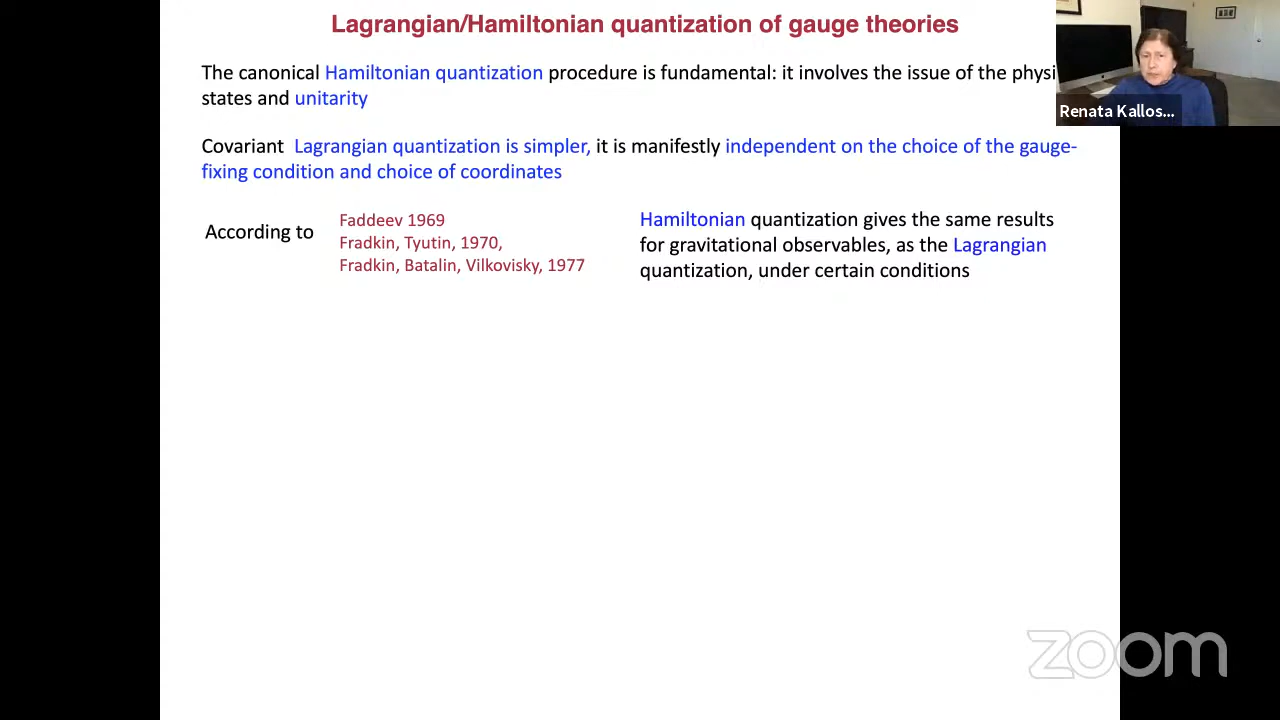 Lagrangian/Hamiltonian quantization of gauge theories
The canonical Hamiltonian quantization procedure is fundamental: it involves the issue of the physi
states and unitarity
Covariant Lagrangian quantization is simpler, it is manifestly independent on the choice of the gauge-
fixing condition and choice of coordinates
According to
Faddeev 1969
Fradkin, Tyutin, 1970,
Fradkin, Batalin, Vilkovisky, 1977
Hamiltonian quantization gives the same results
for gravitational observables, as the Lagrangian
quantization, under certain conditions
Renata Kallos...
zoom